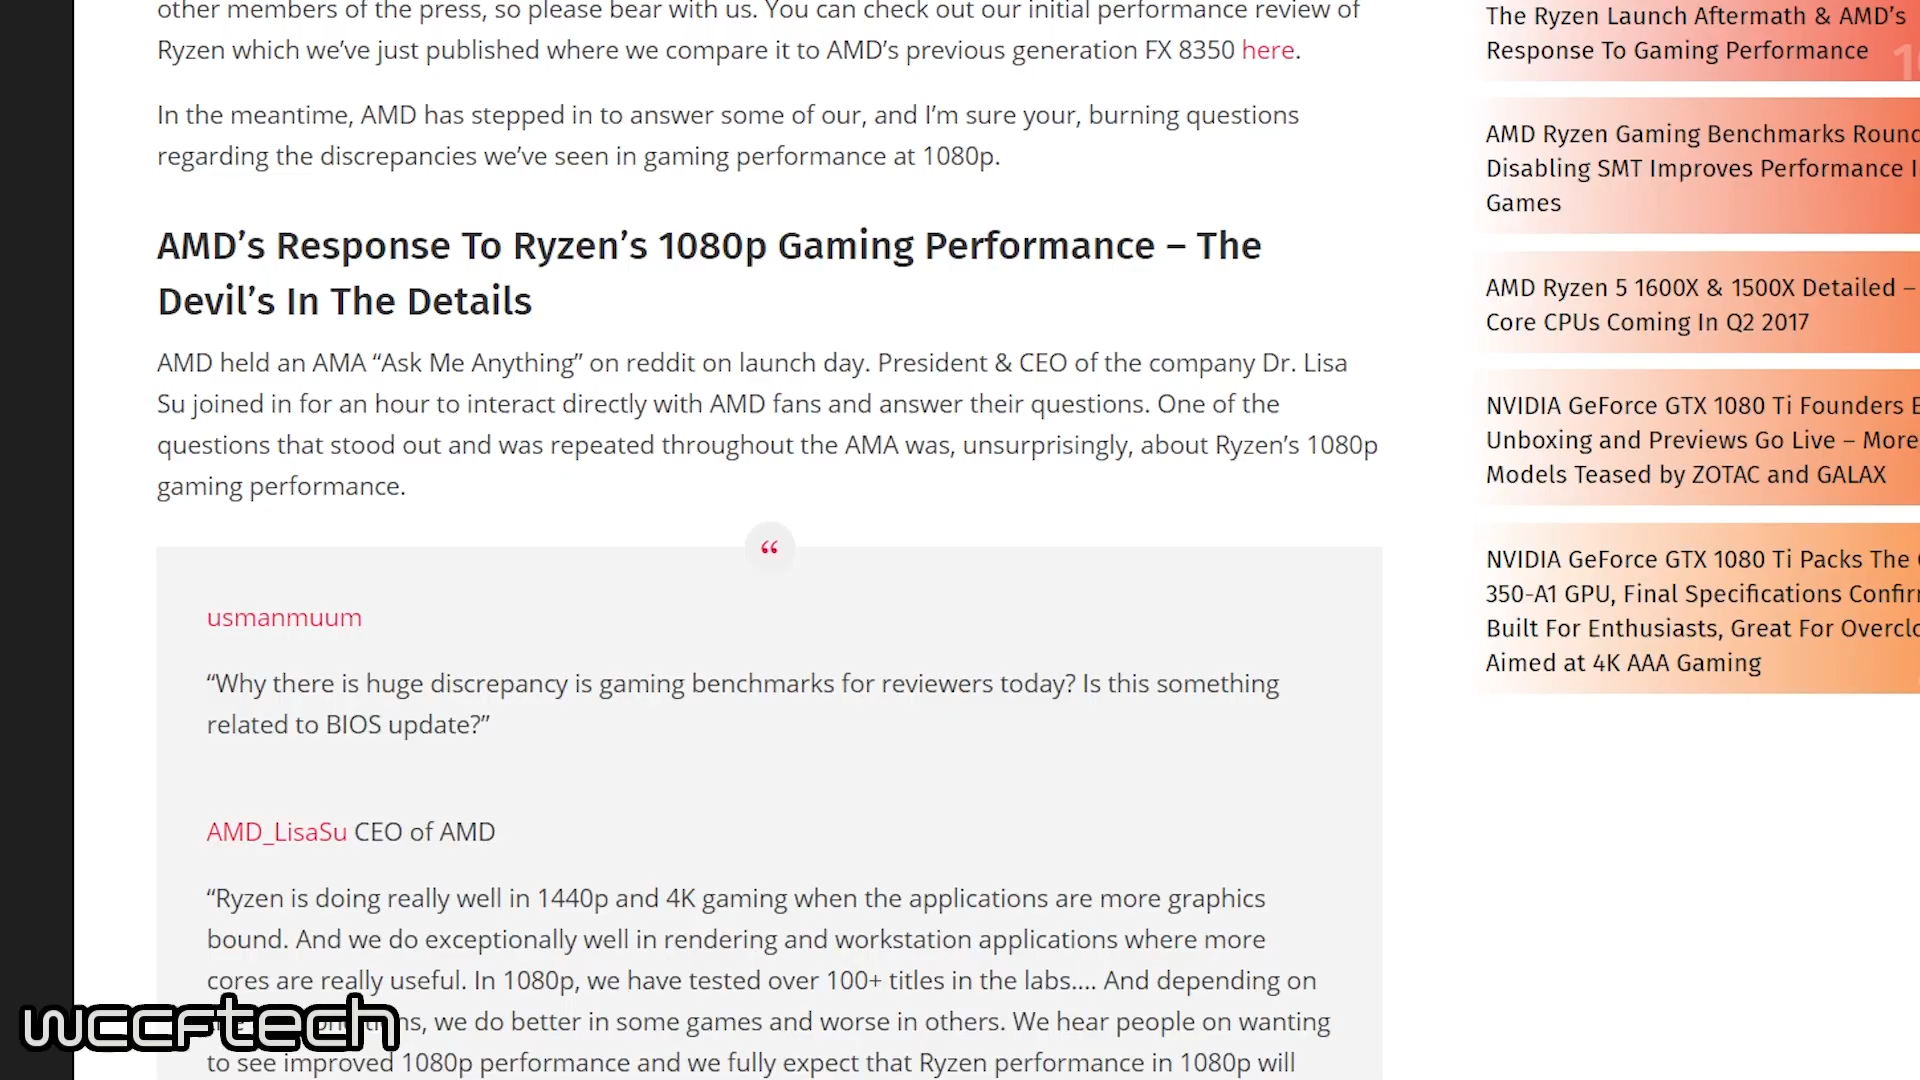 other members of the press, so please bear with us. You can check out our initial performance review of
Ryzen which we’ve just published where we compare it to AMD’s previous generation FX 8350 here.
In the meantime, AMD has stepped in to answer some of our, and I’m sure your, burning questions
regarding the discrepancies we’ve seen in gaming performance at 1080p.
AMD’s Response To Ryzen’s 1080p Gaming Performance – The
Devil’s In The Details
AMD held an AMA “Ask Me Anything” on reddit on launch day. President & CEO of the company Dr. Lisa
Su joined in for an hour to interact directly with AMD fans and answer their questions. One of the
questions that stood out and was repeated throughout the AMA was, unsurprisingly, about Ryzen’s 1080p
gaming performance.
“
usmanmuum
“Why there is huge discrepancy is gaming benchmarks for reviewers today? Is this something
related to BIOS update?”
AMD_LisaSu CEO of AMD
“Ryzen is doing really well in 1440p and 4K gaming when the applications are more graphics
bound. And we do exceptionally well in rendering and workstation applications where more
cores are really useful. In 1080p, we have tested over 100+ titles in the labs…. And depending on
we do better in some games and worse in others. We hear people on wanting
to see improved 1080p performance and we fully expect that Ryzen performance in 1080p will
wccftech
The Ryzen Launch Aftermath & AMD’s
Response To Gaming Performance
AMD Ryzen Gaming Benchmarks
Disabling SMT Improves Performance
Games
AMD Ryzen 5 1600X & 1500X Detailed –
Core CPUs Coming In Q2 2017
NVIDIA GeForce GTX 1080 Ti Founders
Unboxing and Previews Go Live – More
Models Teased by ZOTAC and GALAX
NVIDIA GeForce GTX 1080 Ti Packs The
350-A1 GPU, Final Specifications
Built For Enthusiasts, Great For
Aimed at 4K AAA Gaming